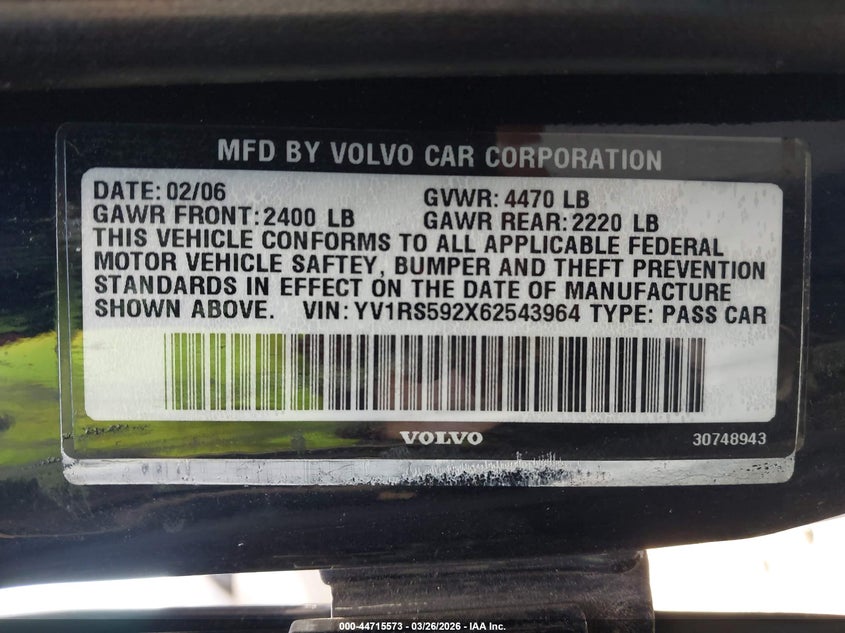 MFD BY VOLVO CAR CORPORATION
DATE: 02/06 GVWR: 4470 LB
GAWR FRONT: 2400 LB GAWR REAR: 2220 LB
THIS VEHICLE CONFORMS TO ALL APPLICABLE FEDERAL
MOTOR VEHICLE SAFTEY, BUMPER AND THEFT PREVENTION
STANDARDS IN EFFECT ON THE DATE OF MANUFACTURE
SHOWN ABOVE. VIN: YV1RS592X62543964 TYPE: PASS CAR
VOLVO 30748943
000-44715573 | 03/26/2026 – IAA Inc.